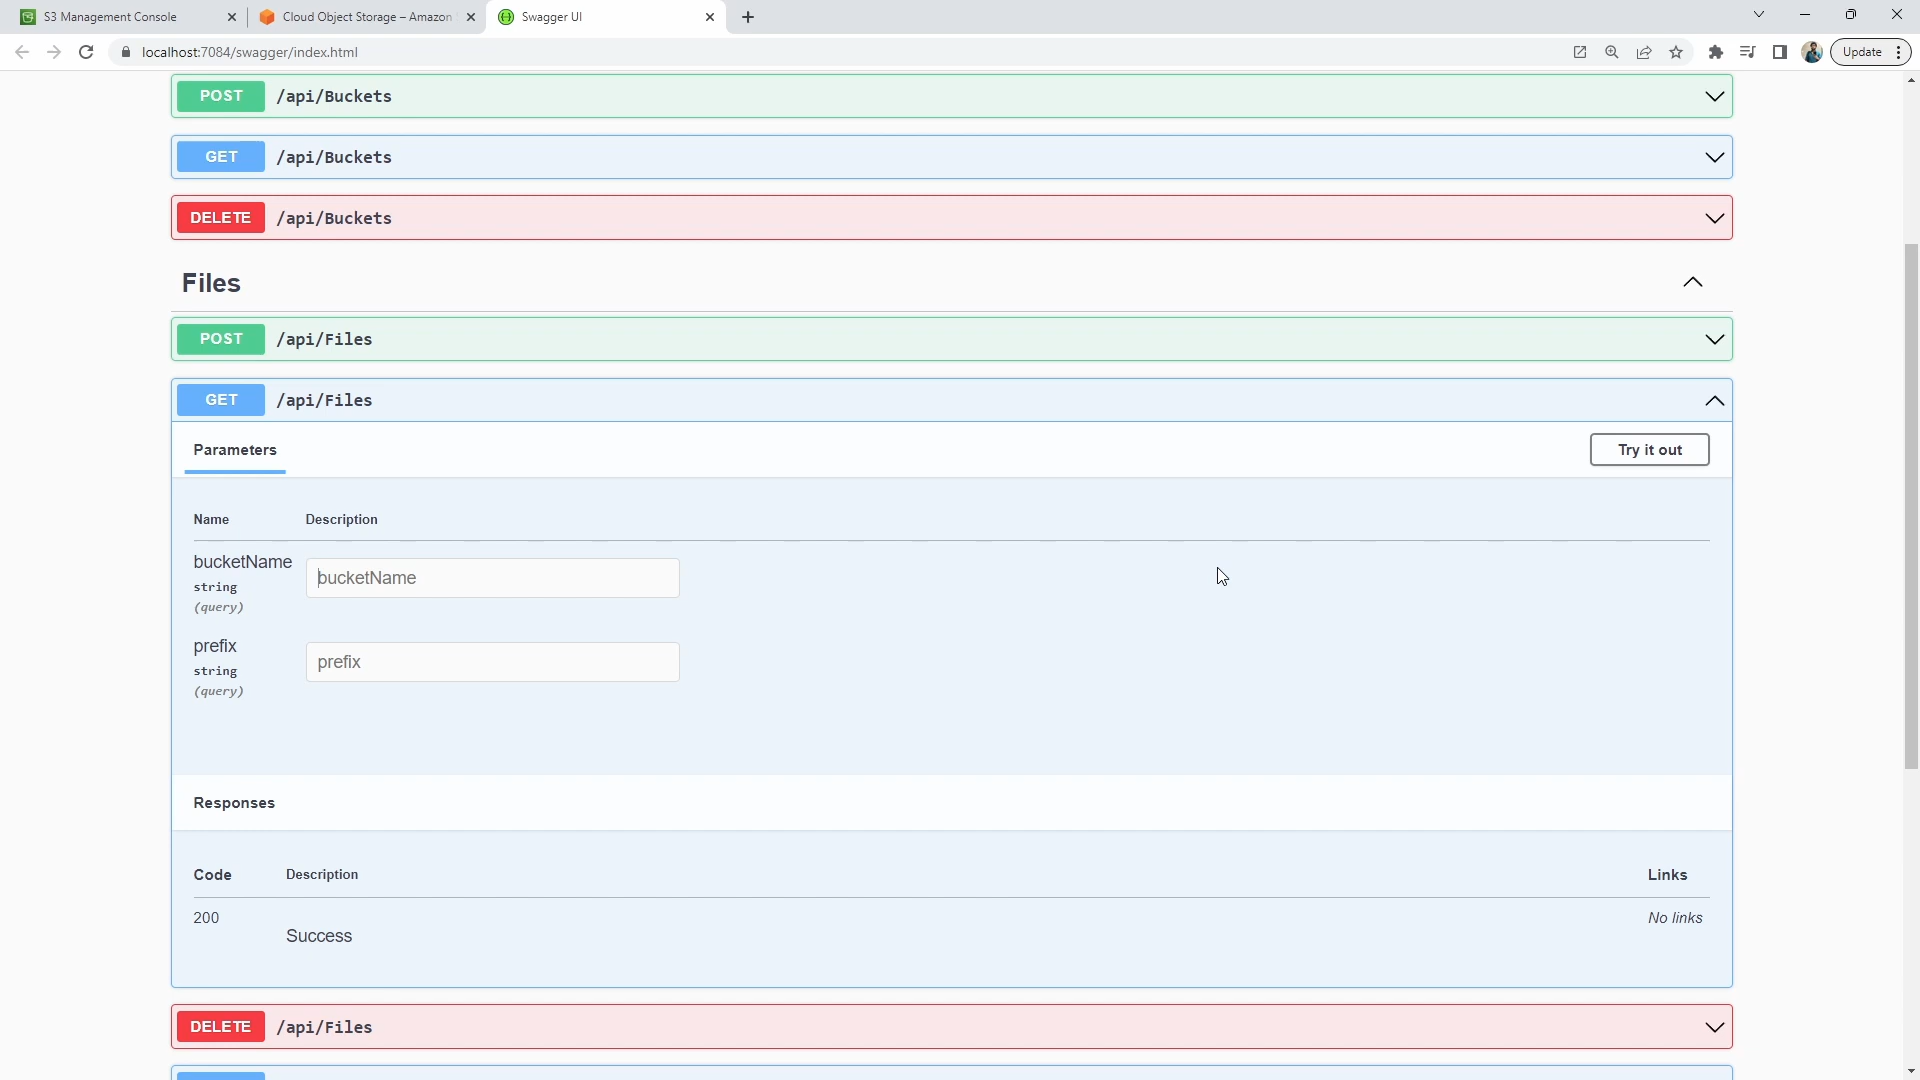 S3 Management Console
Cloud Object Storage – Amazon
Swagger UI
localhost:7084/swagger/index.html
Update
POST /api/Buckets
GET /api/Buckets
DELETE /api/Buckets
Files
POST /api/Files
GET /api/Files
Parameters
Try it out
Name Description
bucketName
string
(query)
bucketName
prefix
string
(query)
prefix
Responses
Code Description Links
200
Success
No links
DELETE /api/Files